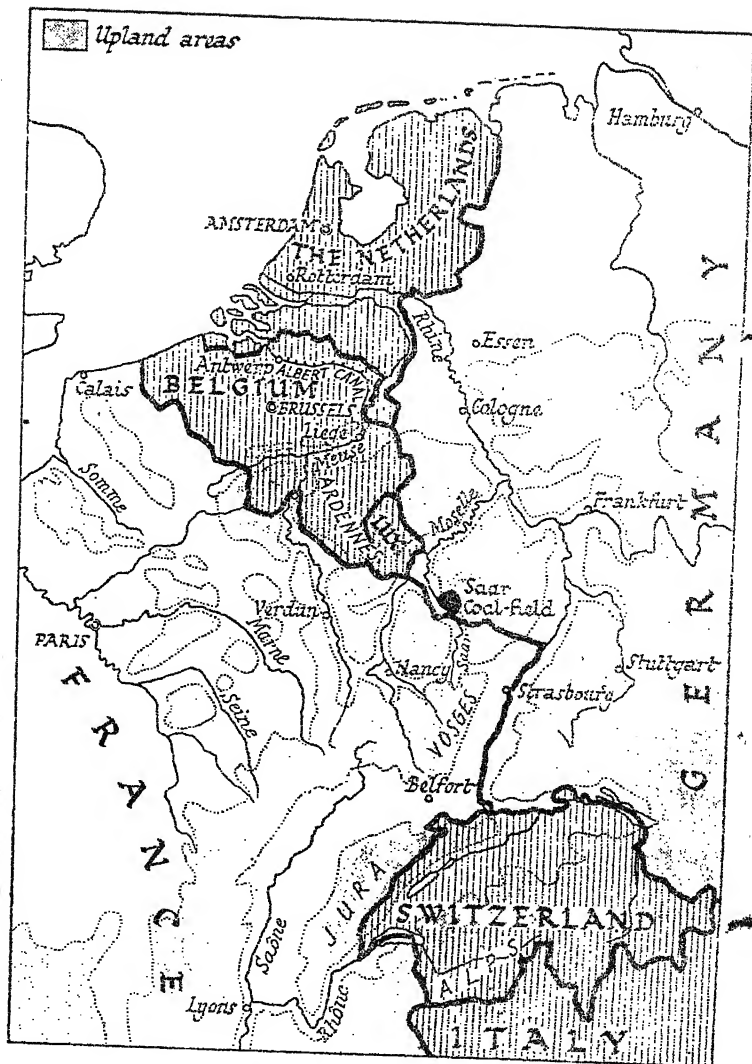 Upland areas
Hamburg
AMSTERDAM
THE NETHERLANDS
Rotterdam
Rhine
Essen
Antwerp
ALBERT CANAL
Calais
BELGIUM
BRUSSELS
Cologne
Liege
Meuse
Somme
ARDENNES
LUX
Moselle
Frankfurt
GERMANY
Saar
Coal-field
Verdun
PARIS
Marne
Nancy
Saar
Stuttgart
Strasbourg
Seine
VOSGES
FRANCE
Belfort
JURA
SWITZERLAND
Saône
ALPS
Lyons
Rhône
ITALY